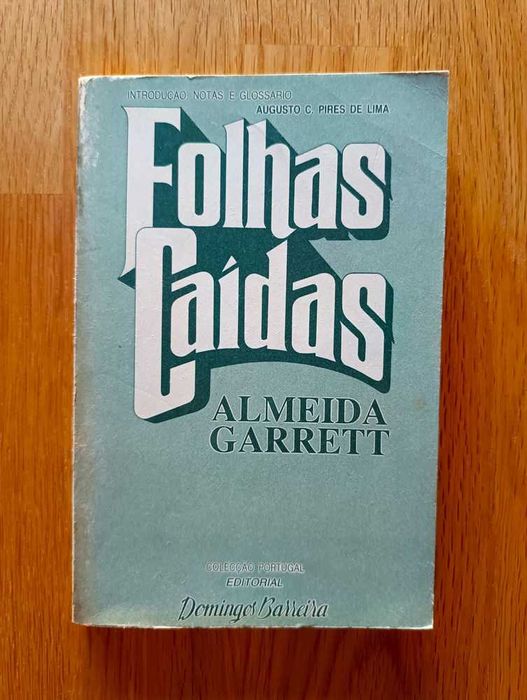 INTRODUÇÃO, NOTAS E GLOSSÁRIO
AUGUSTO C. PIRES DE LIMA
Folhas
Caídas
ALMEIDA
GARRETT
COLECÇÃO PORTUGAL
EDITORIAL
Domingos Barreira